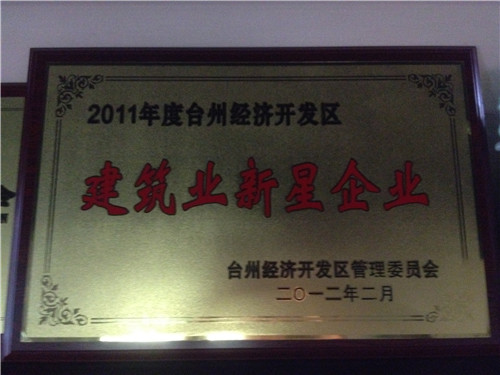 2011年度台州经济开发区
建筑业新星企业
台州经济开发区管理委员会
二〇一二年二月